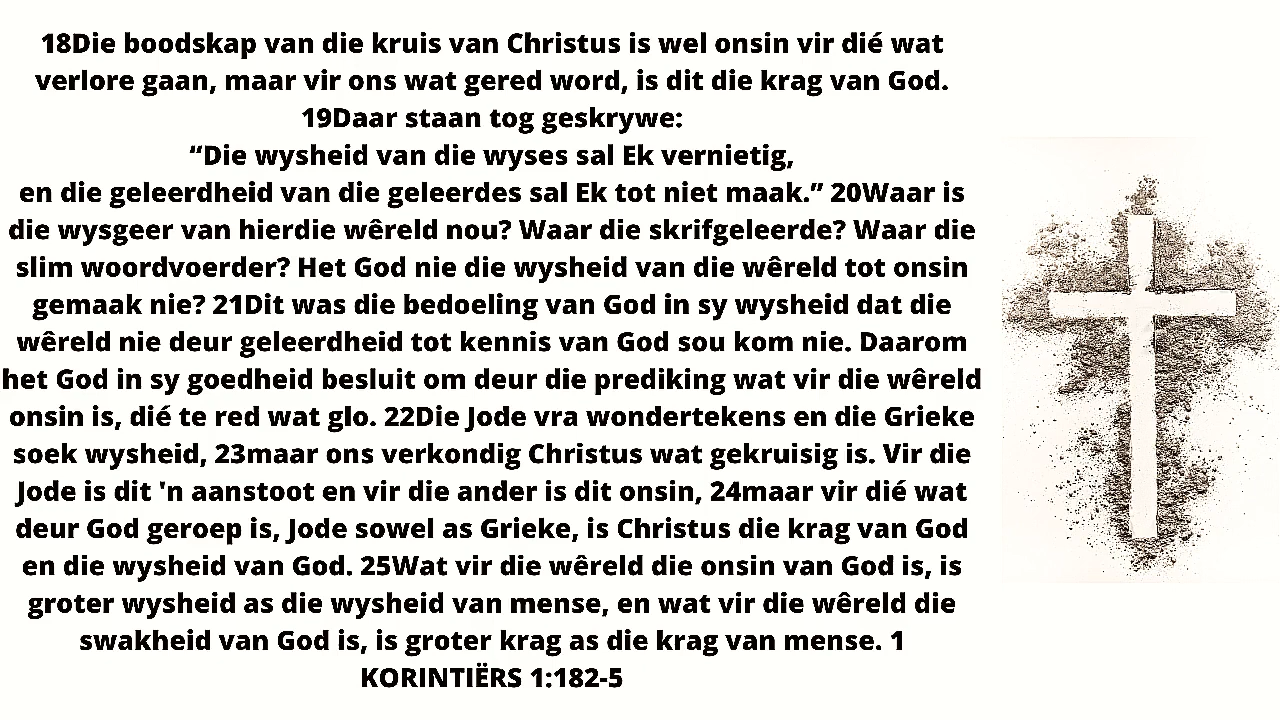 18Die boodskap van die kruis van Christus is wel onsin vir dié wat
verlore gaan, maar vir ons wat gered word, is dit die krag van God.
19Daar staan tog geskrywe:
“Die wysheid van die wyses sal Ek vernietig,
en die geleerdheid van die geleerdes sal Ek tot niet maak.” 20Waar is
die wysgeer van hierdie wêreld nou? Waar die skrifgeleerde? Waar die
slim woordvoerder? Het God nie die wysheid van die wêreld tot onsin
gemaak nie? 21Dit was die bedoeling van God in sy wysheid dat die
wêreld nie deur geleerdheid tot kennis van God sou kom nie. Daarom
het God in sy goedheid besluit om deur die prediking wat vir die wêreld
onsin is, dié te red wat glo. 22Die Jode vra wondertekens en die Grieke
soek wysheid, 23maar ons verkondig Christus wat gekruisig is. Vir die
Jode is dit 'n aanstoot en vir die ander is dit onsin, 24maar vir dié wat
deur God geroep is, Jode sowel as Grieke, is Christus die krag van God
en die wysheid van God. 25Wat vir die wêreld die onsin van God is, is
groter wysheid as die wysheid van mense, en wat vir die wêreld die
swakheid van God is, is groter krag as die krag van mense. 1
KORINTIËRS 1:182-5